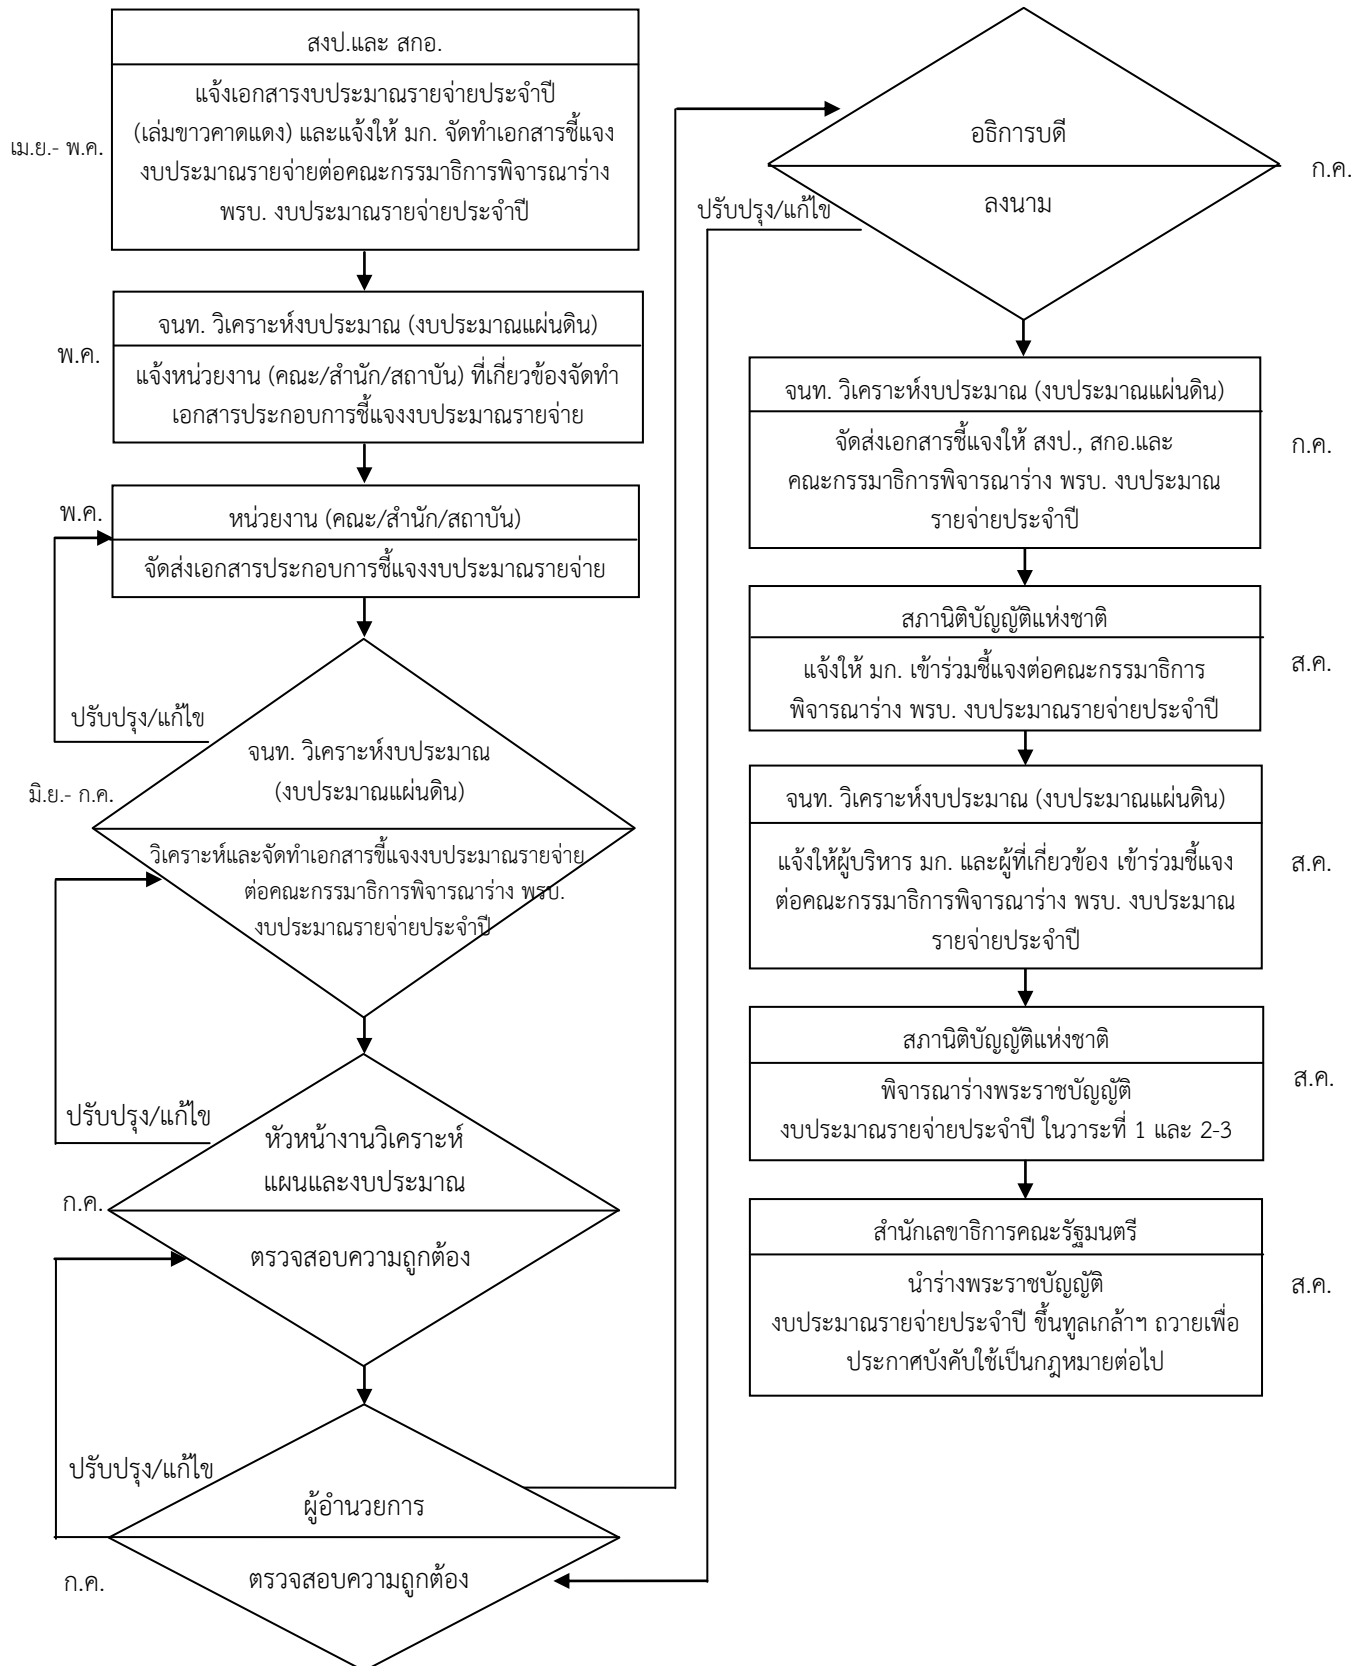 สงป.และ สกอ.
แจ้งเอกสารงบประมาณรายจ่ายประจำปี
(เล่มขาวคาดแดง) และแจ้งให้ มก. จัดทำเอกสารชี้แจง
งบประมาณรายจ่ายต่อคณะกรรมาธิการพิจารณาร่าง
พรบ. งบประมาณรายจ่ายประจำปี
เม.ย.- พ.ค.
จนท. วิเคราะห์งบประมาณ (งบประมาณแผ่นดิน)
พ.ค.
แจ้งหน่วยงาน (คณะ/สำนัก/สถาบัน) ที่เกี่ยวข้องจัดทำ
เอกสารประกอบการชี้แจงงบประมาณรายจ่าย
พ.ค.
หน่วยงาน (คณะ/สำนัก/สถาบัน)
จัดส่งเอกสารประกอบการชี้แจงงบประมาณรายจ่าย
ปรับปรุง/แก้ไข
จนท. วิเคราะห์งบประมาณ
(งบประมาณแผ่นดิน)
มิ.ย.- ก.ค.
วิเคราะห์และจัดทำเอกสารชี้แจงงบประมาณรายจ่าย
ต่อคณะกรรมาธิการพิจารณาร่าง พรบ.
งบประมาณรายจ่ายประจำปี
ปรับปรุง/แก้ไข
หัวหน้างานวิเคราะห์
แผนและงบประมาณ
ก.ค.
ตรวจสอบความถูกต้อง
ปรับปรุง/แก้ไข
ผู้อำนวยการ
ตรวจสอบความถูกต้อง
ก.ค.
อธิการบดี
ก.ค.
ลงนาม
ปรับปรุง/แก้ไข
จนท. วิเคราะห์งบประมาณ (งบประมาณแผ่นดิน)
จัดส่งเอกสารชี้แจงให้ สงป., สกอ.และ
คณะกรรมาธิการพิจารณาร่าง พรบ. งบประมาณ
รายจ่ายประจำปี
ก.ค.
สภานิติบัญญัติแห่งชาติ
แจ้งให้ มก. เข้าร่วมชี้แจงต่อคณะกรรมาธิการ
พิจารณาร่าง พรบ. งบประมาณรายจ่ายประจำปี
ส.ค.
จนท. วิเคราะห์งบประมาณ (งบประมาณแผ่นดิน)
แจ้งให้ผู้บริหาร มก. และผู้ที่เกี่ยวข้อง เข้าร่วมชี้แจง
ต่อคณะกรรมาธิการพิจารณาร่าง พรบ. งบประมาณ
รายจ่ายประจำปี
ส.ค.
สภานิติบัญญัติแห่งชาติ
พิจารณาร่างพระราชบัญญัติ
งบประมาณรายจ่ายประจำปี ในวาระที่ 1 และ 2-3
ส.ค.
สำนักเลขาธิการคณะรัฐมนตรี
นำร่างพระราชบัญญัติ
งบประมาณรายจ่ายประจำปี ขึ้นทูลเกล้าฯ ถวายเพื่อ
ประกาศบังคับใช้เป็นกฎหมายต่อไป
ส.ค.